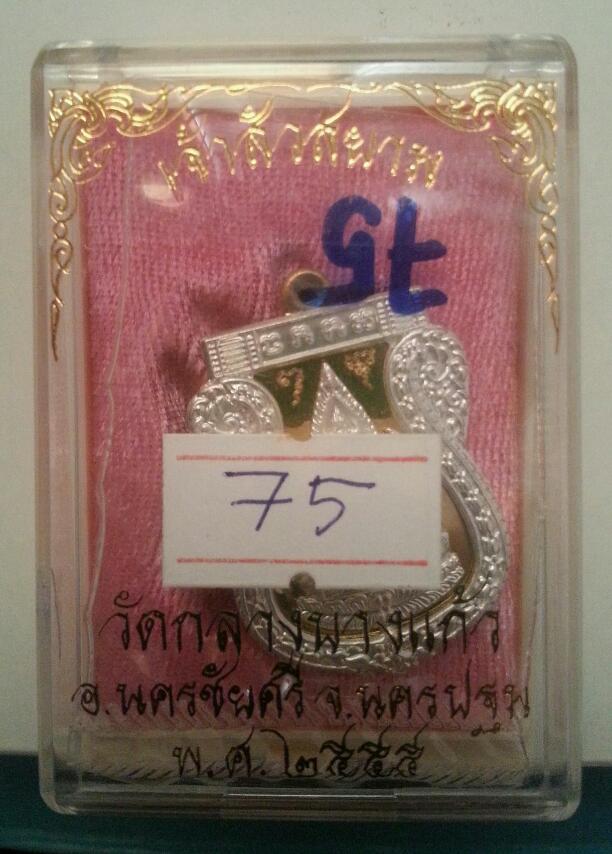 เจ้าสัวสยาม
75
75
วัดกลางบางแก้ว
อ.นครชัยศรี จ.นครปฐม
พ.ศ.๒๕๕๕